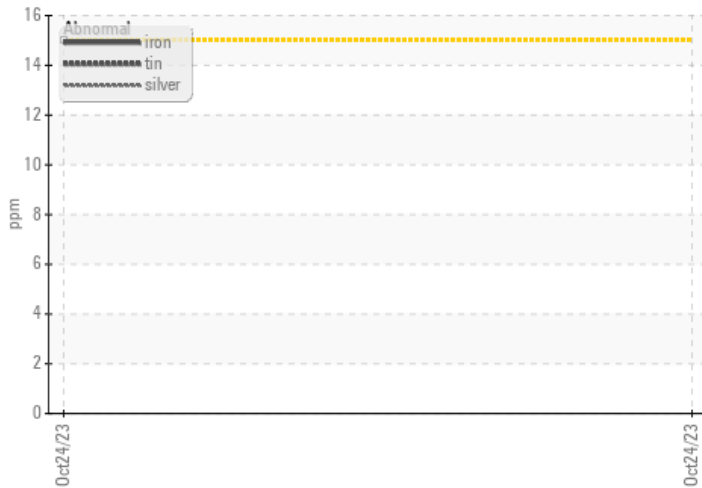 16
14
12
10
8
6
4
2
0
ppm
Abnormal
iron
tin
silver
Oct24/23
Oct24/23